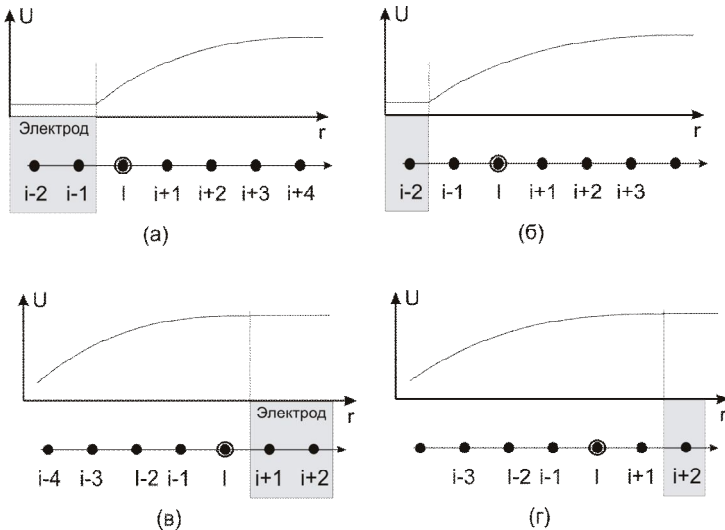 U
Электрод
r
i-2 i-1 I i+1 i+2 i+3 i+4
(а)
U
r
i-2 i-1 I i+1 i+2 i+3
(б)
U
Электрод
r
i-4 i-3 I-2 i-1 I i+1 i+2
(в)
U
r
i-3 I-2 i-1 I i+1 i+2
(г)